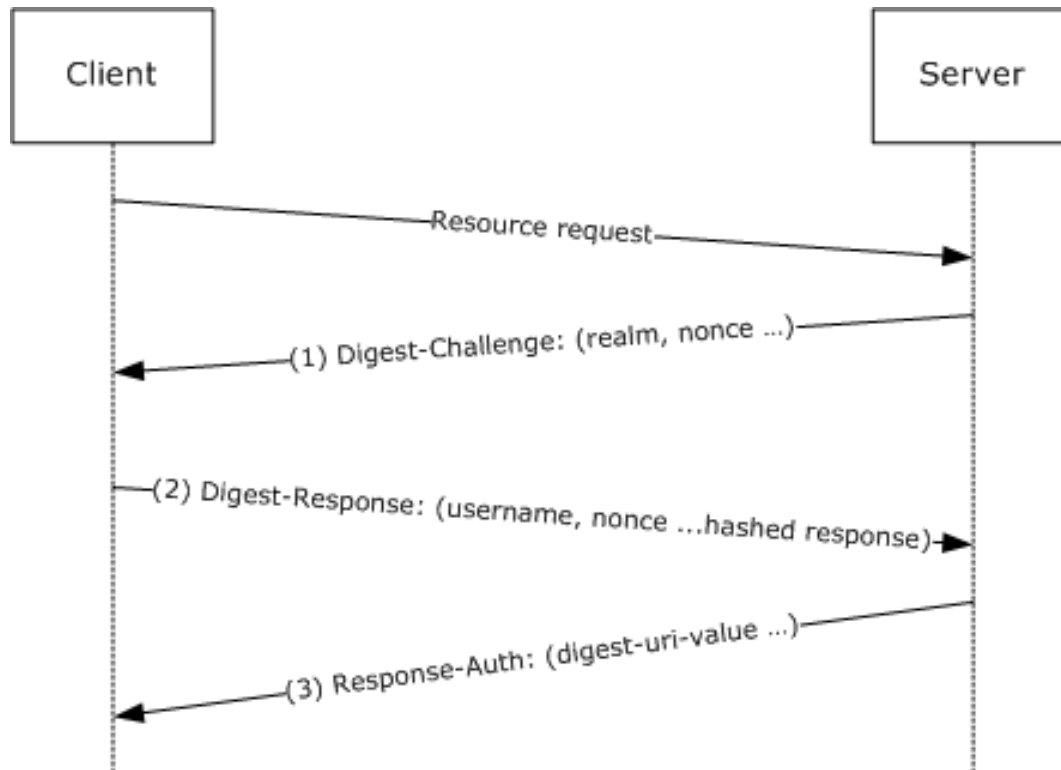 Client
Server
Resource request
(1) Digest-Challenge: (realm, nonce ...)
(2) Digest-Response: (username, nonce ...hashed response)
(3) Response-Auth: (digest-uri-value ...)